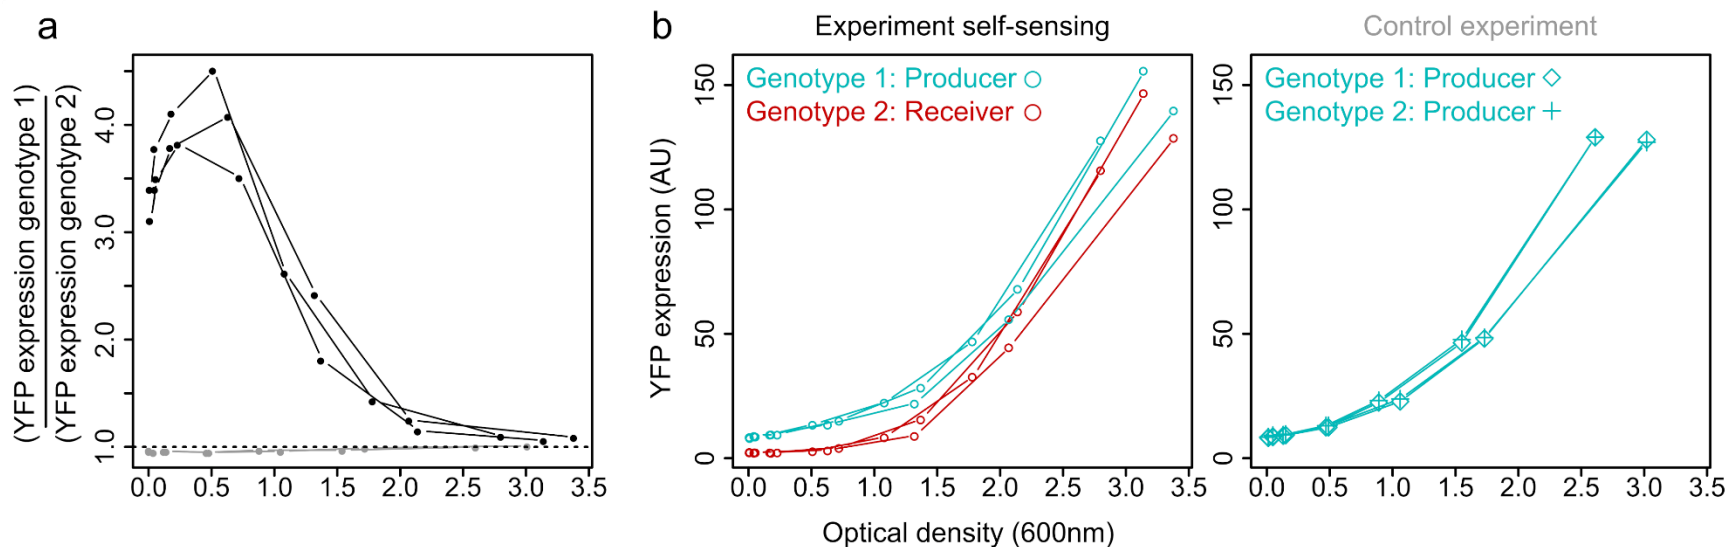 a
(YFP expression genotype 1)
(YFP expression genotype 2)
4.0
3.0
2.0
1.0
0.0 0.5 1.0 1.5 2.0 2.5 3.0 3.5
b
Experiment self-sensing
Genotype 1: Producer
Genotype 2: Receiver
YFP expression (AU)
150
100
50
0
0.0 0.5 1.0 1.5 2.0 2.5 3.0 3.5
Control experiment
Genotype 1: Producer
Genotype 2: Producer
150
100
50
0
0.0 0.5 1.0 1.5 2.0 2.5 3.0 3.5
Optical density (600nm)